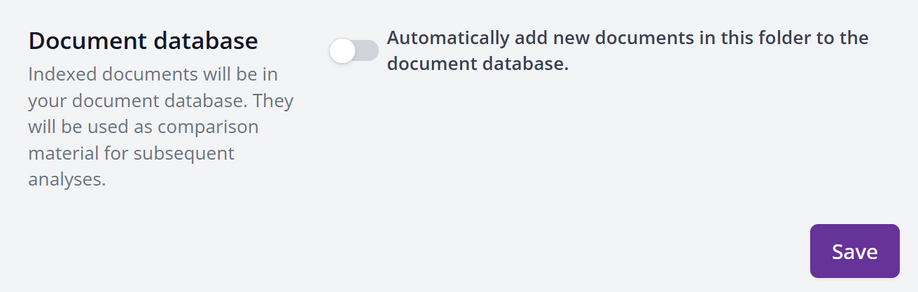 Document database
Indexed documents will be in
your document database. They
will be used as comparison
material for subsequent
analyses.
Automatically add new documents in this folder to the
document database.
Save